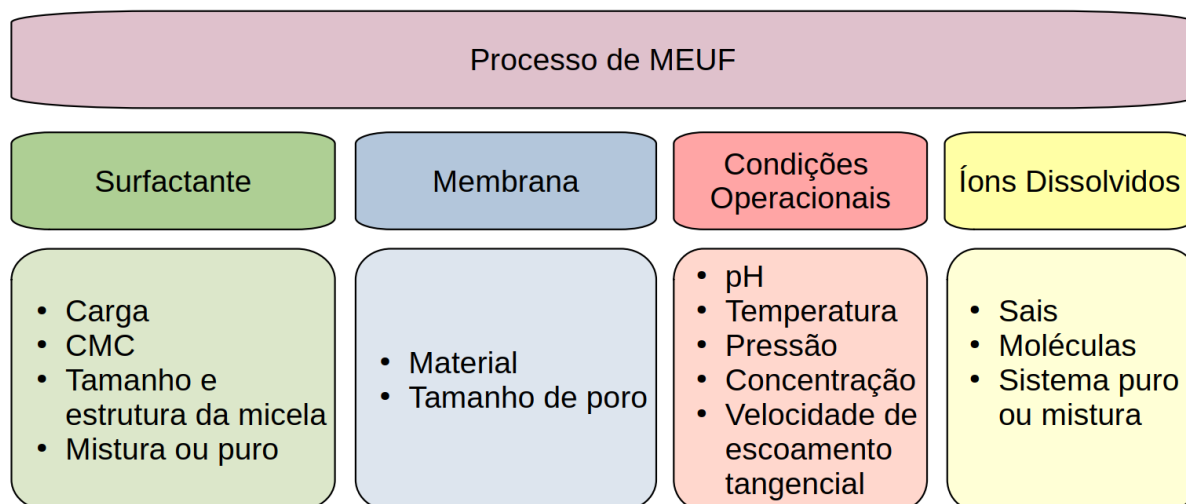 Processo de MEUF
Surfactante
Membrana
Condições
Operacionais
Íons Dissolvidos
• Carga
• CMC
• Tamanho e
estrutura da micela
• Mistura ou puro
• Material
• Tamanho de poro
• pH
• Temperatura
• Pressão
• Concentração
• Velocidade de
escoamento
tangencial
• Sais
• Moléculas
• Sistema puro
ou mistura